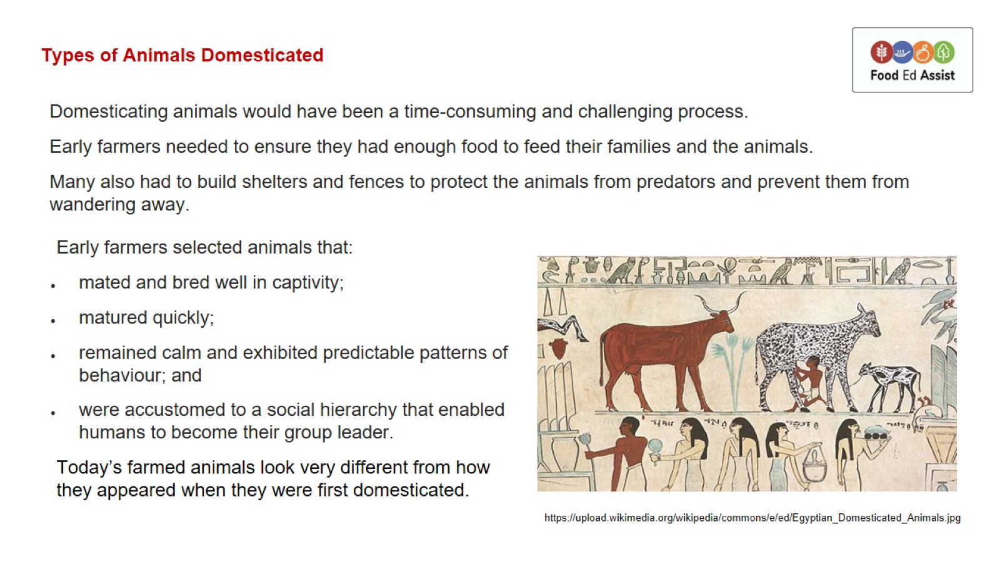 Types of Animals Domesticated
Food Ed Assist
Domesticating animals would have been a time-consuming and challenging process.
Early farmers needed to ensure they had enough food to feed their families and the animals.
Many also had to build shelters and fences to protect the animals from predators and prevent them from
wandering away.
Early farmers selected animals that:
• mated and bred well in captivity;
• matured quickly;
• remained calm and exhibited predictable patterns of
behaviour; and
• were accustomed to a social hierarchy that enabled
humans to become their group leader.
Today’s farmed animals look very different from how
they appeared when they were first domesticated.
https://upload.wikimedia.org/wikipedia/commons/e/ed/Egyptian_Domesticated_Animals.jpg